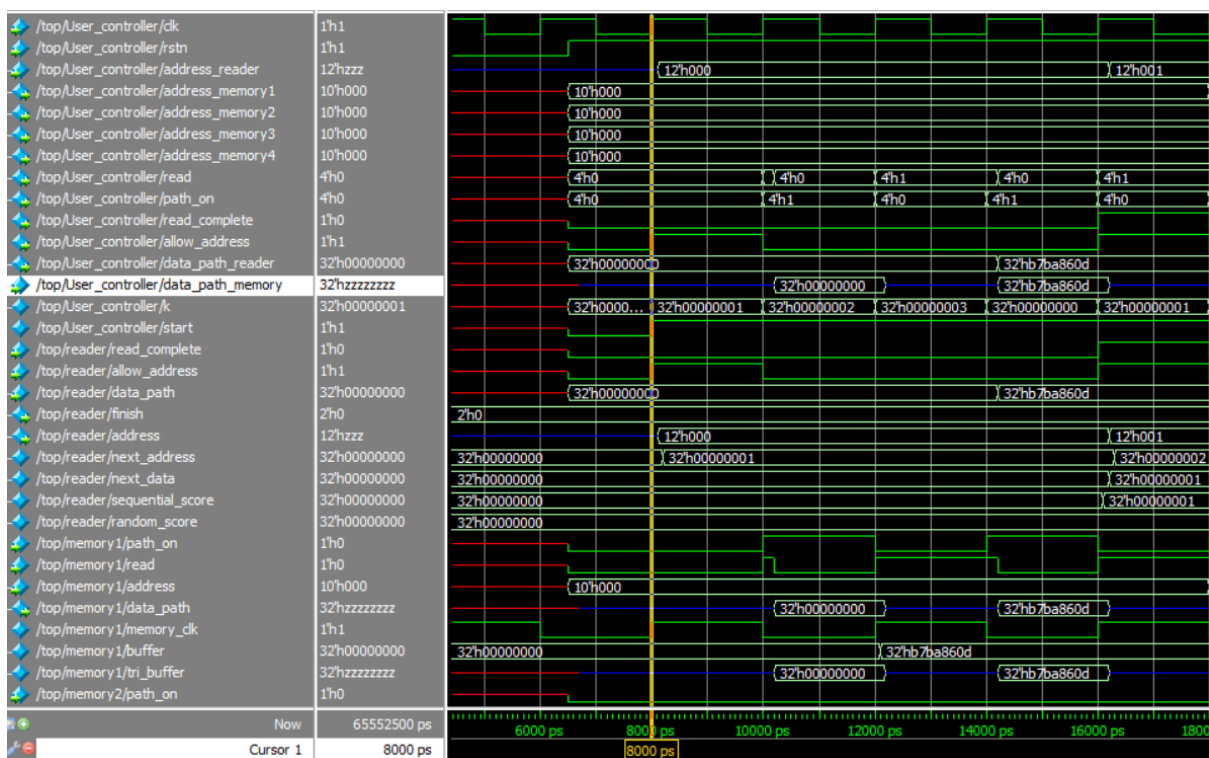 /top/User_controller/clk 1'h1
/top/User_controller/rstn 1'h1
/top/User_controller/address_reader 12'hzzz 12'h000 12'h001
/top/User_controller/address_memory1 10'h000 10'h000
/top/User_controller/address_memory2 10'h000 10'h000
/top/User_controller/address_memory3 10'h000 10'h000
/top/User_controller/address_memory4 10'h000 10'h000
/top/User_controller/read 4'h0 4'h0 4'h0 4'h1 4'h0 4'h1
/top/User_controller/path_on 4'h0 4'h0 4'h1 4'h0 4'h1 4'h0
/top/User_controller/read_complete 1'h0
/top/User_controller/allow_address 1'h1
/top/User_controller/data_path_reader 32'h00000000 32'h00000000 32'hb7ba860d
/top/User_controller/data_path_memory 32'hzzzzzzzz 32'h00000000 32'hb7ba860d
/top/User_controller/k 32'h00000001 32'h0000... 32'h00000001 32'h00000002 32'h00000003 32'h00000000 32'h00000001
/top/User_controller/start 1'h1
/top/reader/read_complete 1'h0
/top/reader/allow_address 1'h1
/top/reader/data_path 32'h00000000 32'h00000000 32'hb7ba860d
/top/reader/finish 2'h0 2'h0
/top/reader/address 12'hzzz 12'h000 12'h001
/top/reader/next_address 32'h00000000 32'h00000000 32'h00000001 32'h00000002
/top/reader/next_data 32'h00000000 32'h00000000 32'h00000001
/top/reader/sequential_score 32'h00000000 32'h00000000 32'h00000001
/top/reader/random_score 32'h00000000 32'h00000000
/top/memory1/path_on 1'h0
/top/memory1/read 1'h0
/top/memory1/address 10'h000 10'h000
/top/memory1/data_path 32'hzzzzzzzz 32'h00000000 32'hb7ba860d
/top/memory1/memory_clk 1'h1
/top/memory1/buffer 32'h00000000 32'h00000000 32'hb7ba860d
/top/memory1/tri_buffer 32'hzzzzzzzz 32'h00000000 32'hb7ba860d
/top/memory2/path_on 1'h0
Now 65552500 ps 6000 ps 8000 ps 10000 ps 12000 ps 14000 ps 16000 ps 1800
Cursor 1 8000 ps 8000 ps